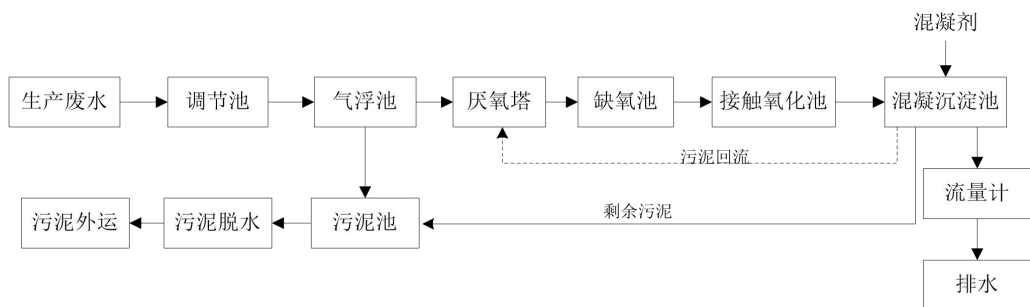 混凝剂
生产废水
调节池
气浮池
厌氧塔
缺氧池
接触氧化池
混凝沉淀池
污泥回流
污泥外运
污泥脱水
污泥池
剩余污泥
流量计
排水